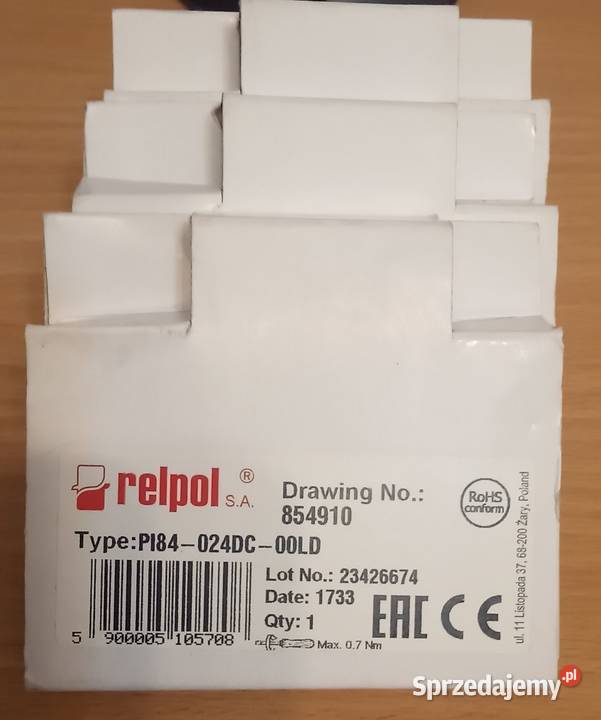 relpol ® S.A.
Drawing No.:
854910
RoHS
conform
Type:PI84-024DC-00LD
Lot No.: 23426674
Date: 1733
Qty: 1
EAC CE
5 900005 105708
Max. 0.7 Nm
ul. 11 Listopada 37, 68-200 Żary, Poland
Sprzedajemy.pl